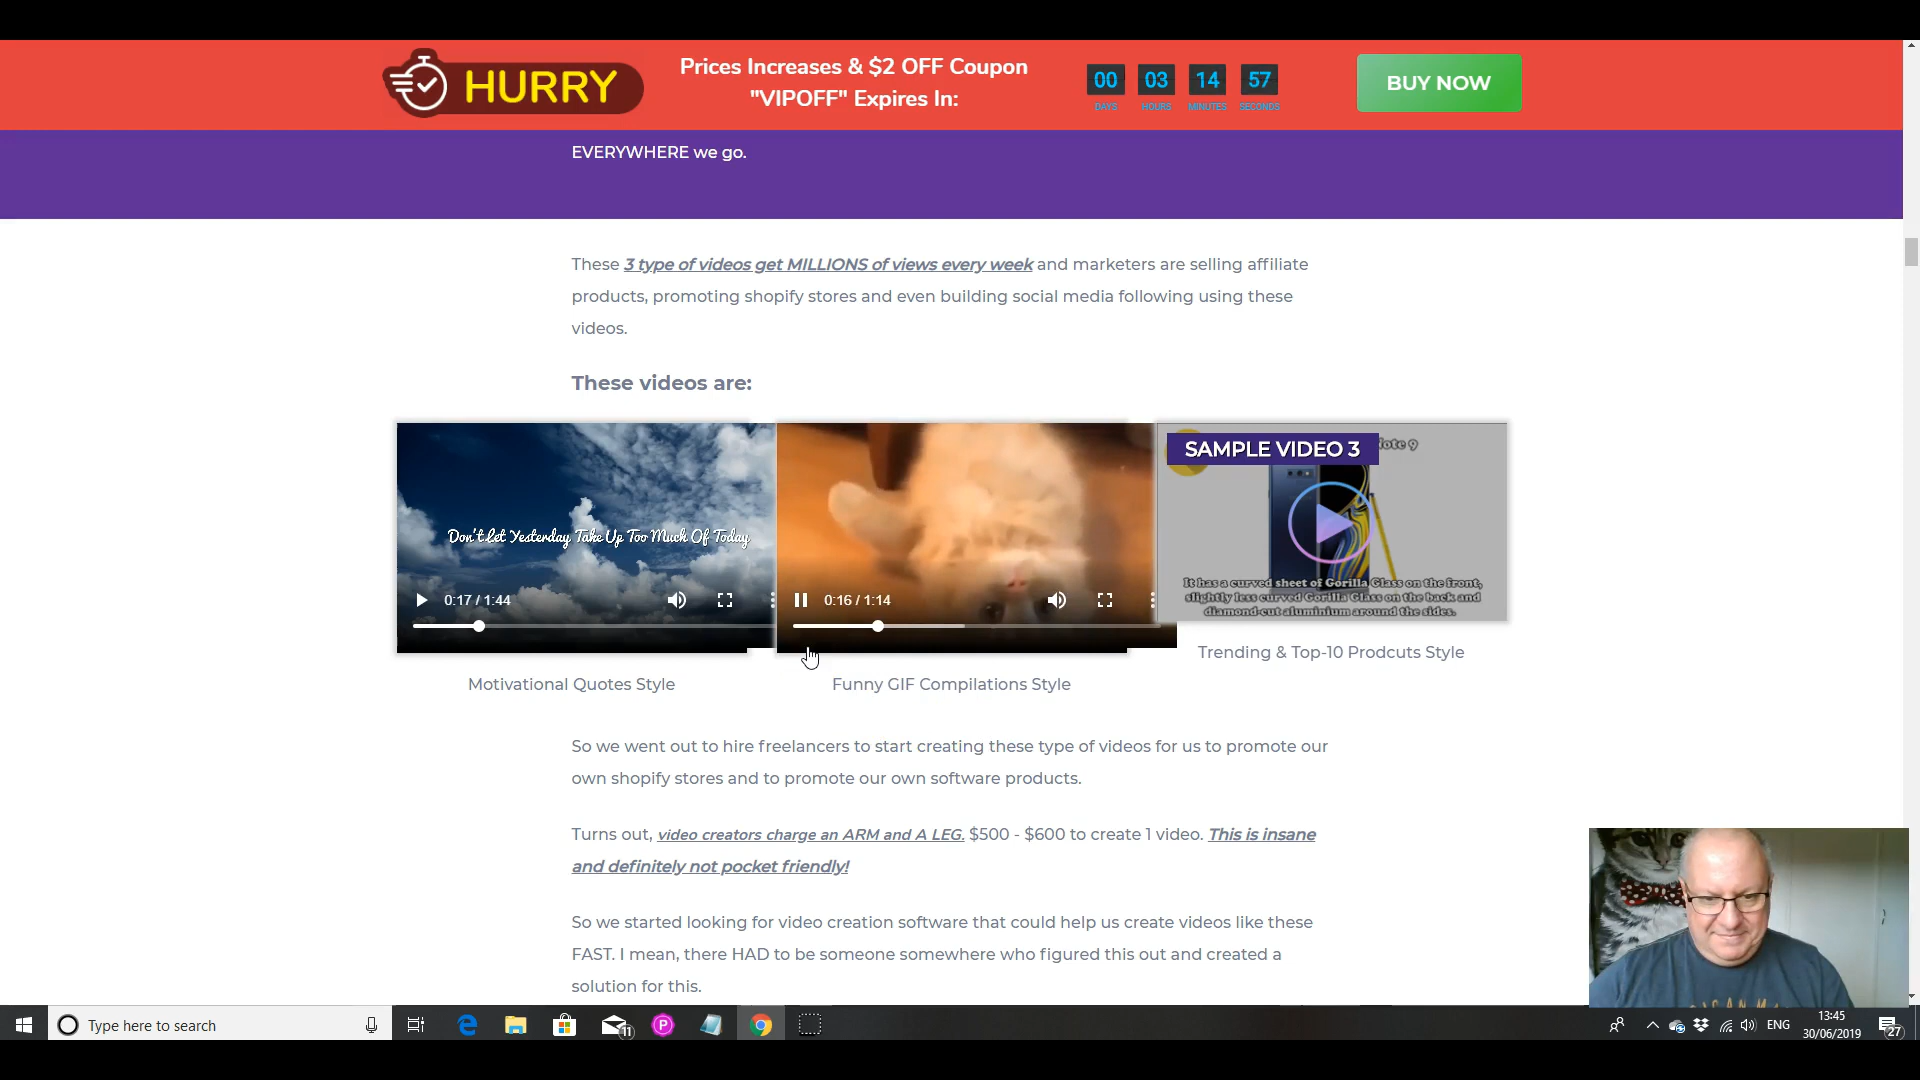 HURRY
Prices Increases & $2 OFF Coupon
"VIPOFF" Expires In:
00 03 14 57
DAYS HOURS MINUTES SECONDS
BUY NOW
EVERYWHERE we go.
These 3 type of videos get MILLIONS of views every week and marketers are selling affiliate
products, promoting shopify stores and even building social media following using these
videos.
These videos are:
Don't Let Yesterday Take Up Too Much Of Today
0:17 / 1:44
0:16 / 1:14
SAMPLE VIDEO 3
Note 9
It has a curved sheet of Gorilla Glass on the front,
slightly less curved Gorilla Glass on the back and
diamond-cut aluminium around the sides.
Motivational Quotes Style
Funny GIF Compilations Style
Trending & Top-10 Prodcuts Style
So we went out to hire freelancers to start creating these type of videos for us to promote our
own shopify stores and to promote our own software products.
Turns out, video creators charge an ARM and A LEG. $500 - $600 to create 1 video. This is insane
and definitely not pocket friendly!
So we started looking for video creation software that could help us create videos like these
FAST. I mean, there HAD to be someone somewhere who figured this out and created a
solution for this.
Type here to search
11
P
ENG
13:45
30/06/2019
27